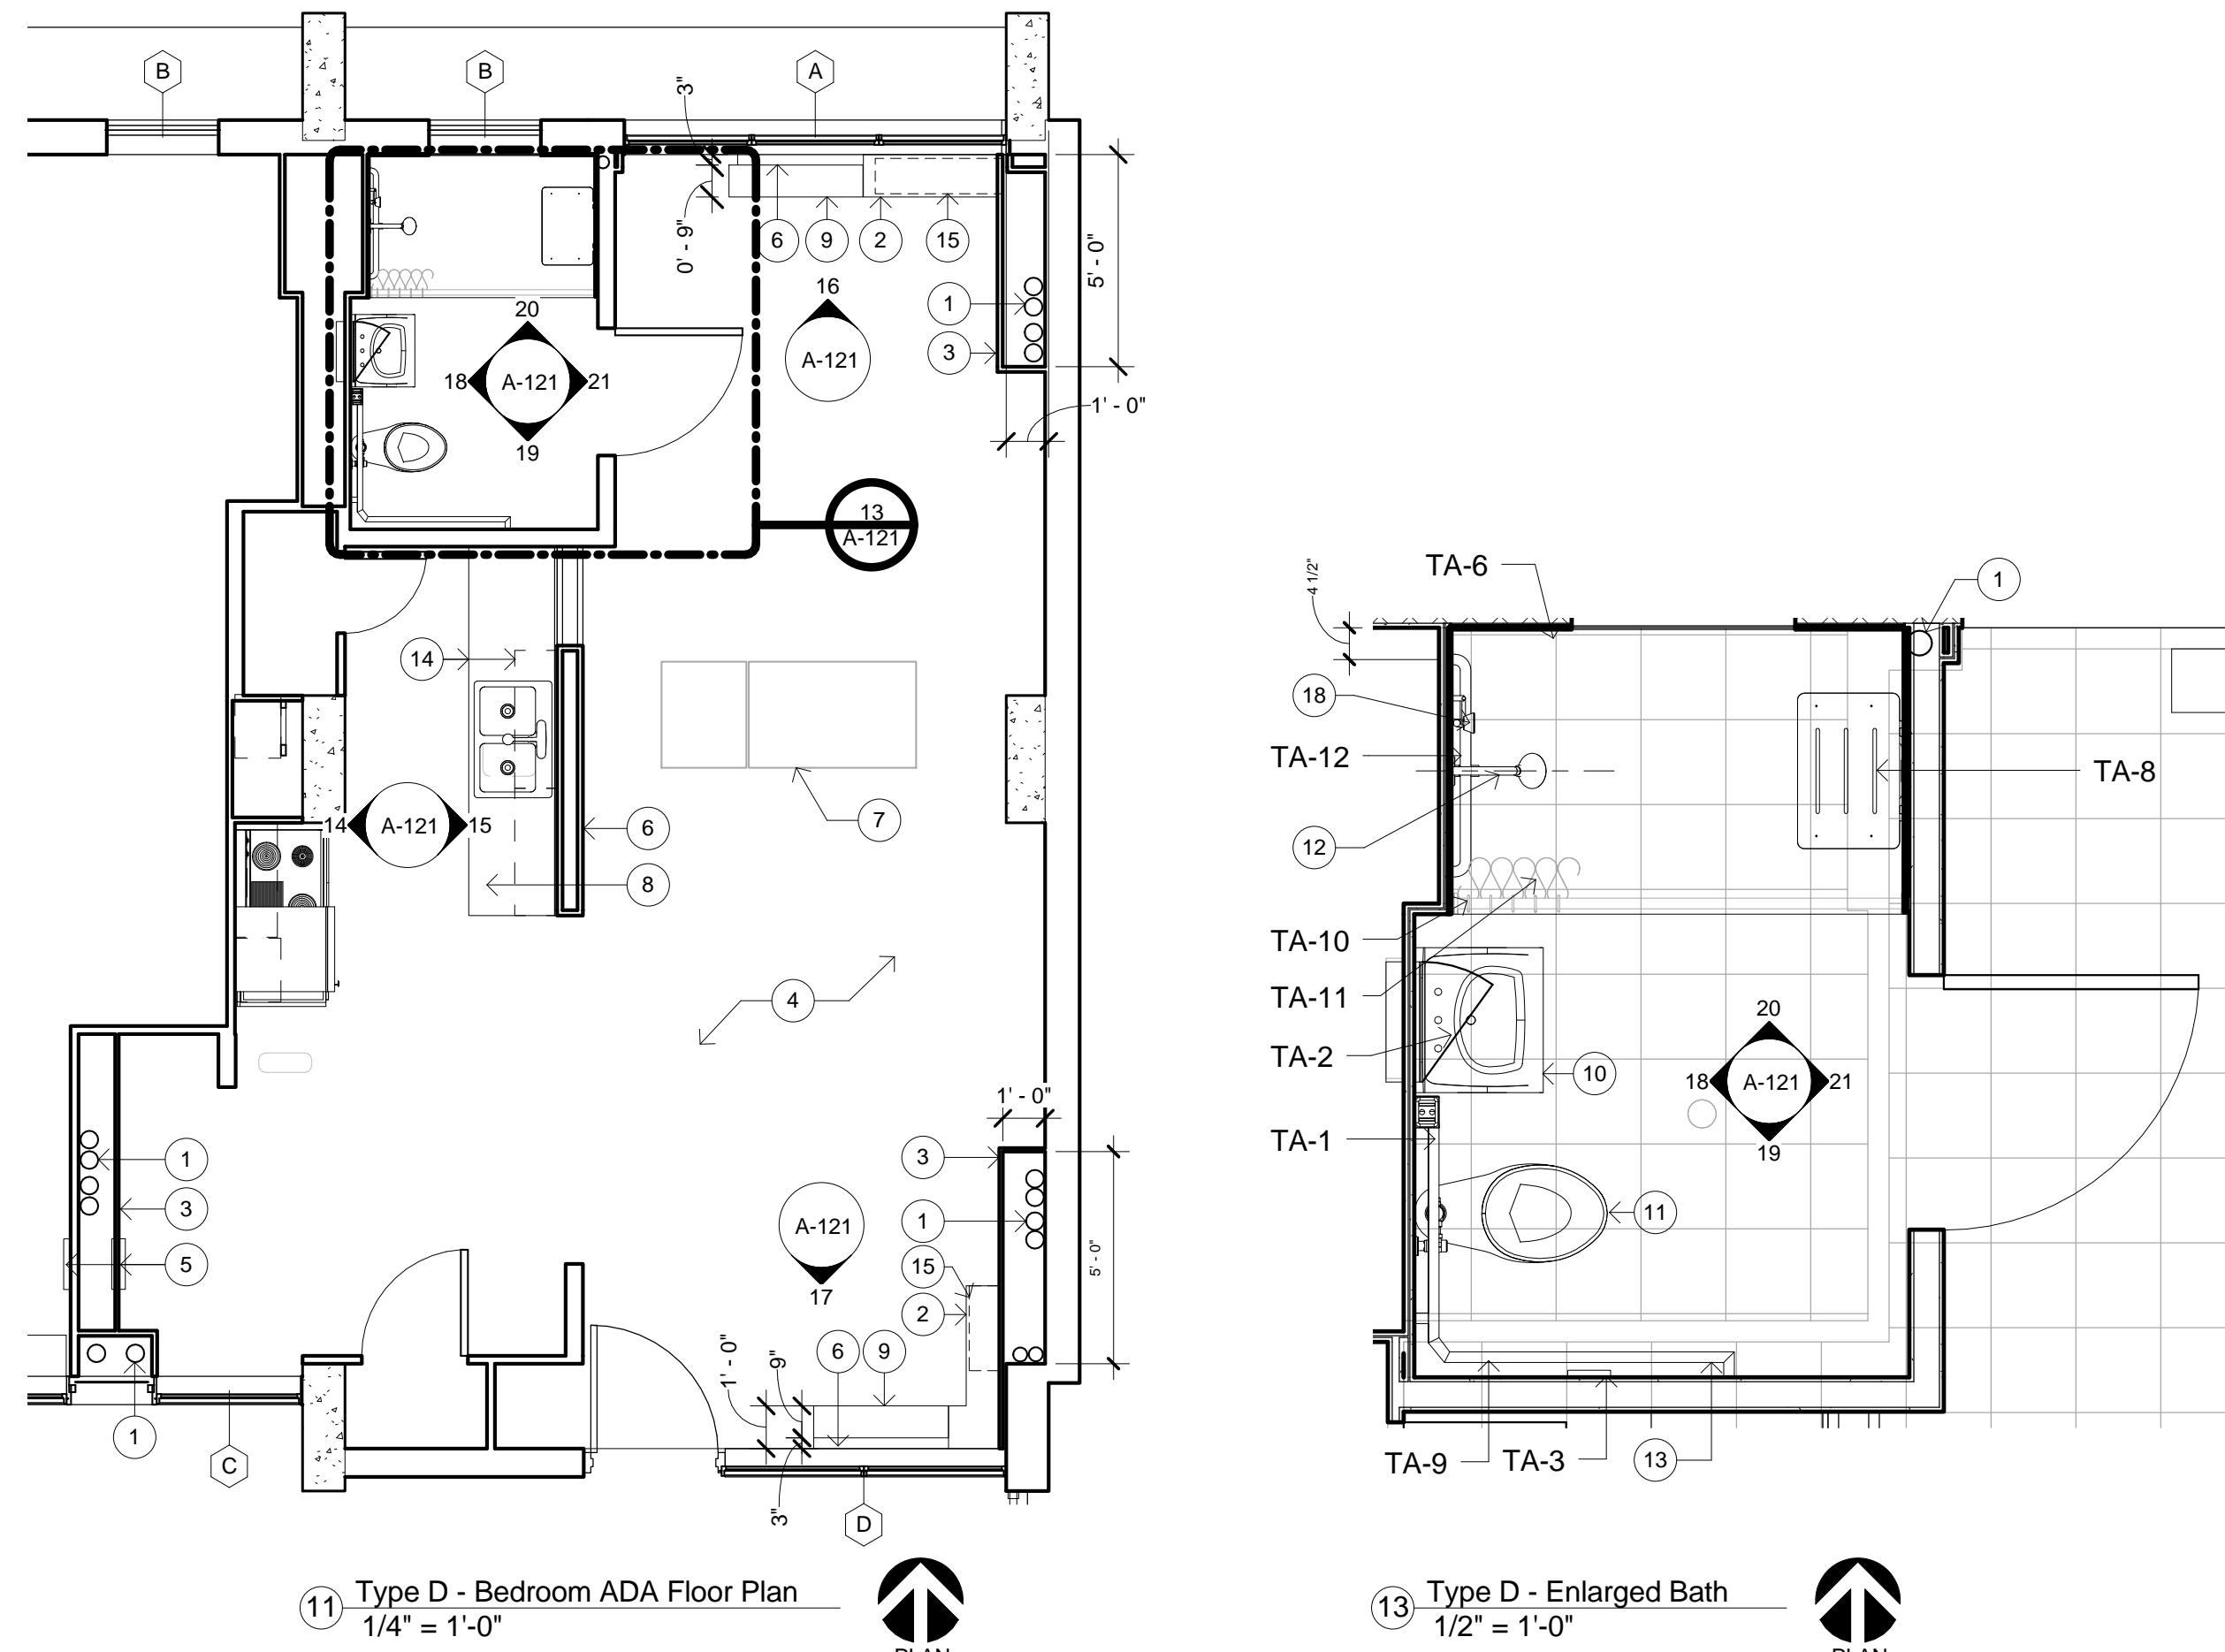 B
B
A
3"
0' - 9"
6
9
2
15
5' - 0"
16
A-121
1
3
1' - 0"
20
18
A-121
21
19
13
A-121
14
14
A-121
15
6
8
7
4
1' - 0"
3
1
15
2
5' - 0"
A-121
17
6
9
1' - 0"
9"
3"
1
3
5
1
C
D
11
Type D - Bedroom ADA Floor Plan
1/4" = 1'-0"
TA-6
4 1/2"
1
18
TA-12
TA-8
12
TA-10
TA-11
TA-2
10
20
18
A-121
21
19
TA-1
11
TA-9
TA-3
13
13
Type D - Enlarged Bath
1/2" = 1'-0"